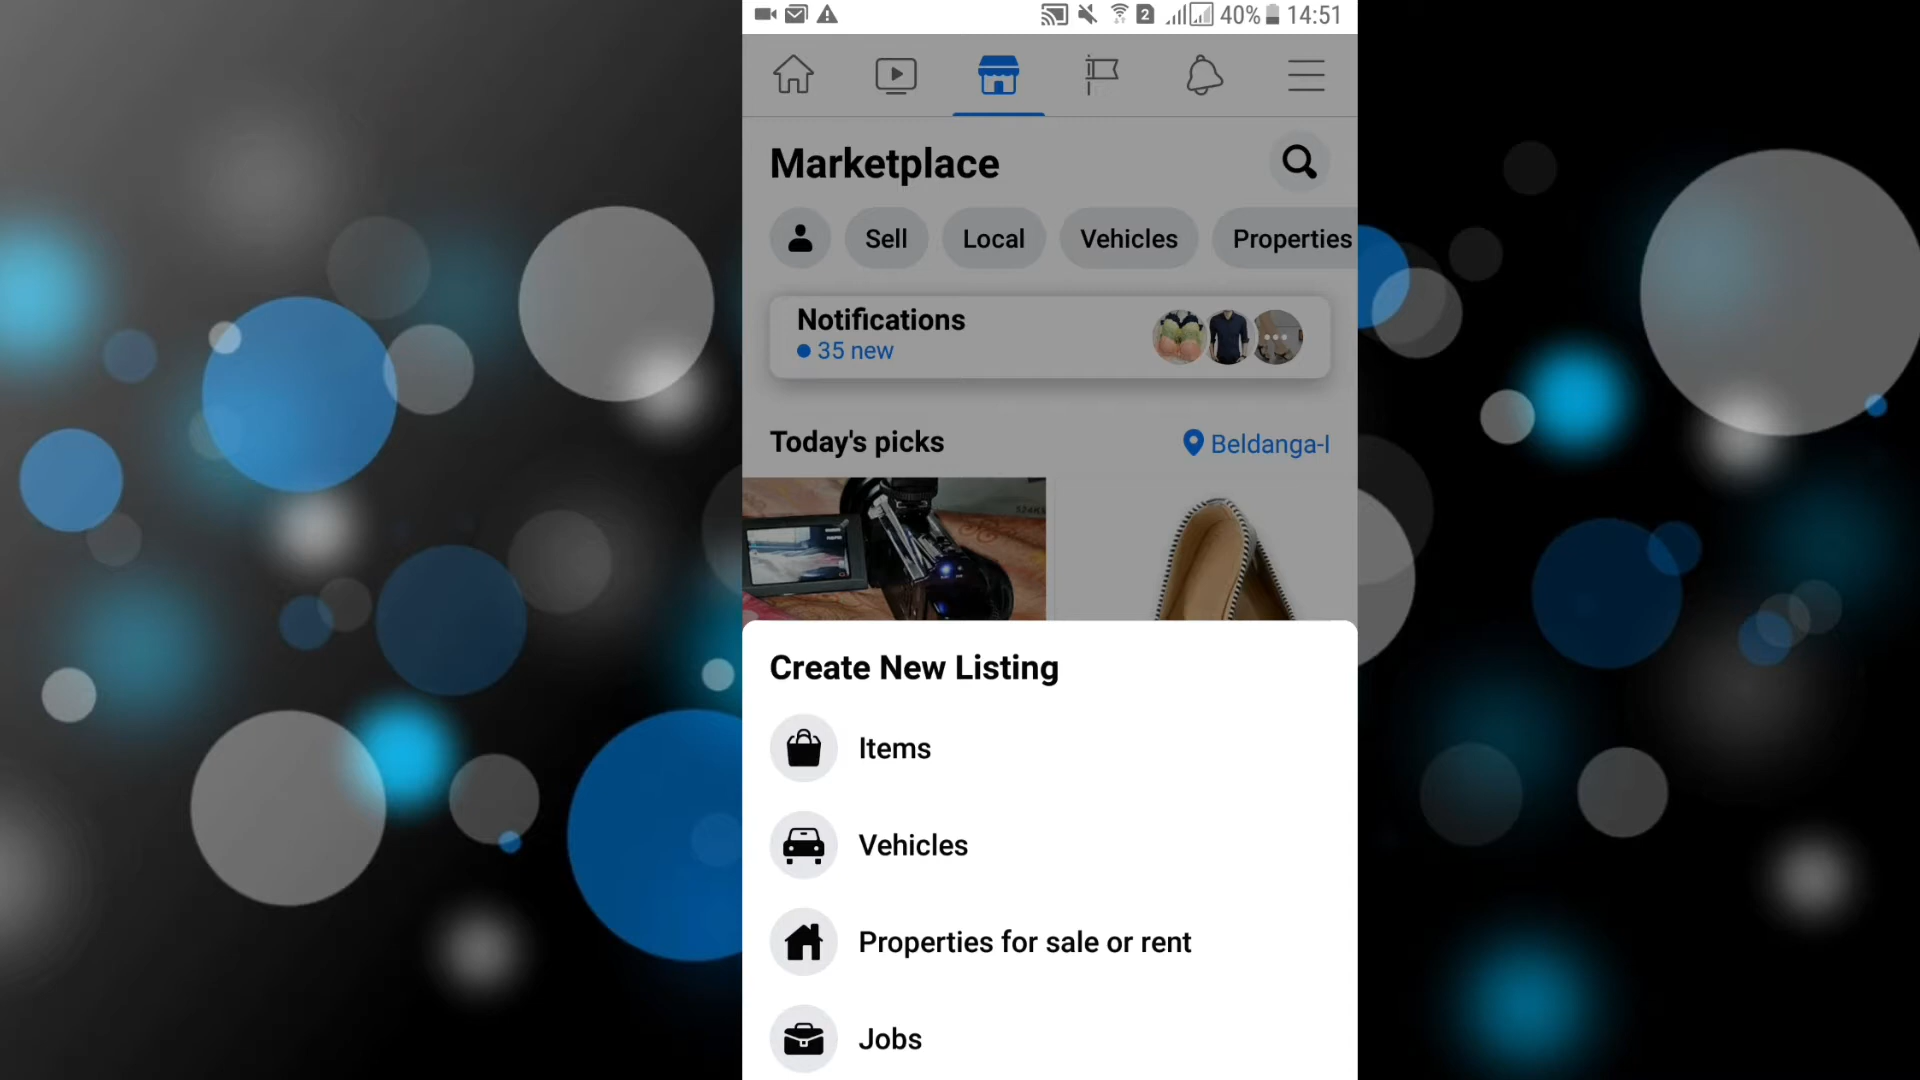 2 40% 14:51
Marketplace
Sell Local Vehicles Properties
Notifications
35 new
Today's picks Beldanga-I
Create New Listing
Items
Vehicles
Properties for sale or rent
Jobs